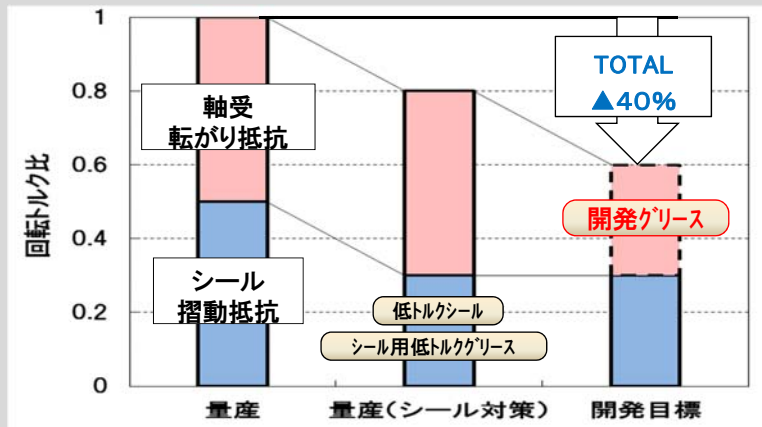 回転トルク比
1
0.8
0.6
0.4
0.2
0
軸受
転がり抵抗
シール
摺動抵抗
低トルクシール
シール用低トルクグリース
TOTAL
▲40%
開発グリース
量産
量産(シール対策)
開発目標